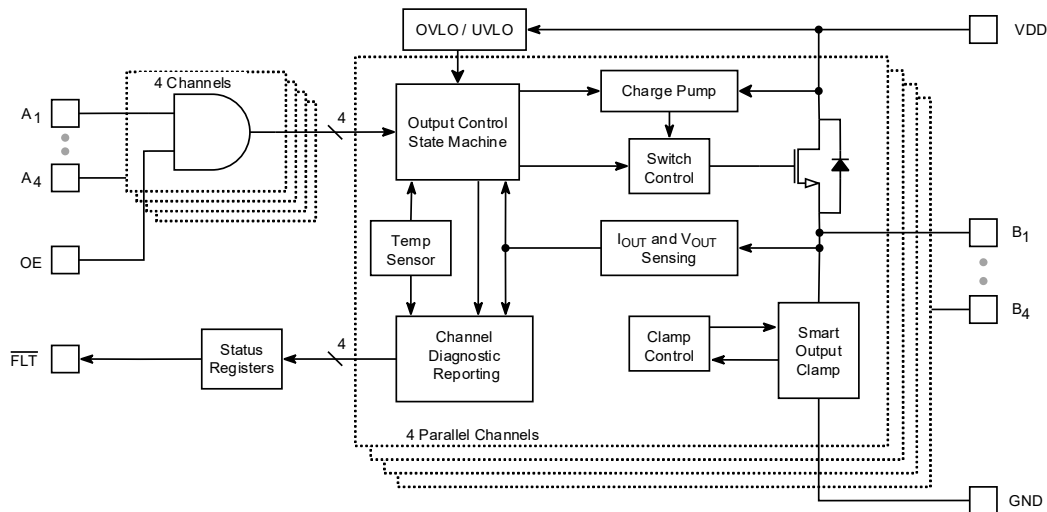 OVLO / UVLO
VDD
4 Channels
A1
A4
OE
4
Output Control
State Machine
Charge Pump
Switch
Control
Temp
Sensor
IOUT and VOUT
Sensing
B1
B4
FLT
Status
Registers
4
Channel
Diagnostic
Reporting
Clamp
Control
Smart
Output
Clamp
4 Parallel Channels
GND